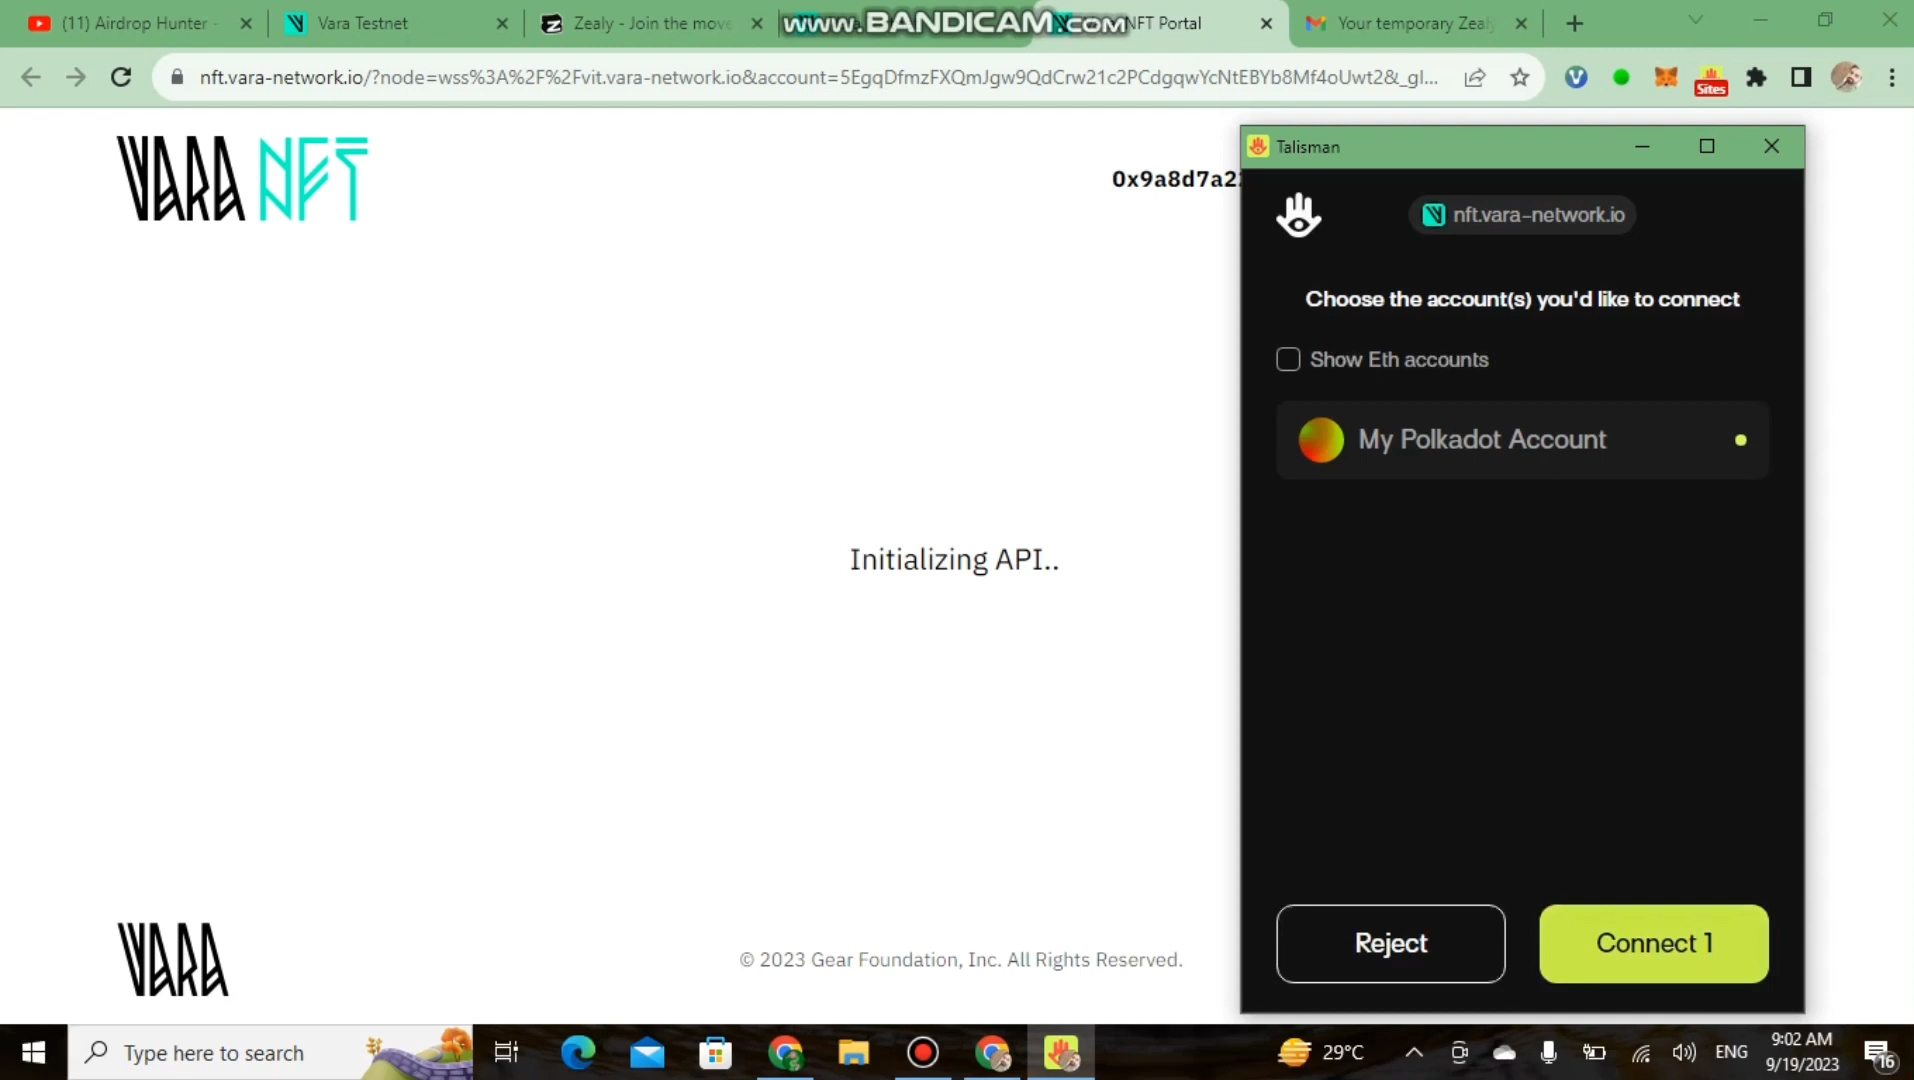 (11) Airdrop Hunter -
Vara Testnet
Zealy - Join the move
www.BANDICAM.com
NFT Portal
Your temporary Zealy
nft.vara-network.io/?node=wss%3A%2F%2Fvit.vara-network.io&account=5EgqDfmzFXQmJgw9QdCrw21c2PCdgqwYcNtEBYb8Mf4oUwt2&_gl...
Sites
VARA NFT
0x9a8d7a2
Talisman
nft.vara-network.io
Choose the account(s) you'd like to connect
Show Eth accounts
My Polkadot Account
Initializing API..
Reject
Connect 1
VARA
© 2023 Gear Foundation, Inc. All Rights Reserved.
Type here to search
29°C
ENG
9:02 AM
9/19/2023
16